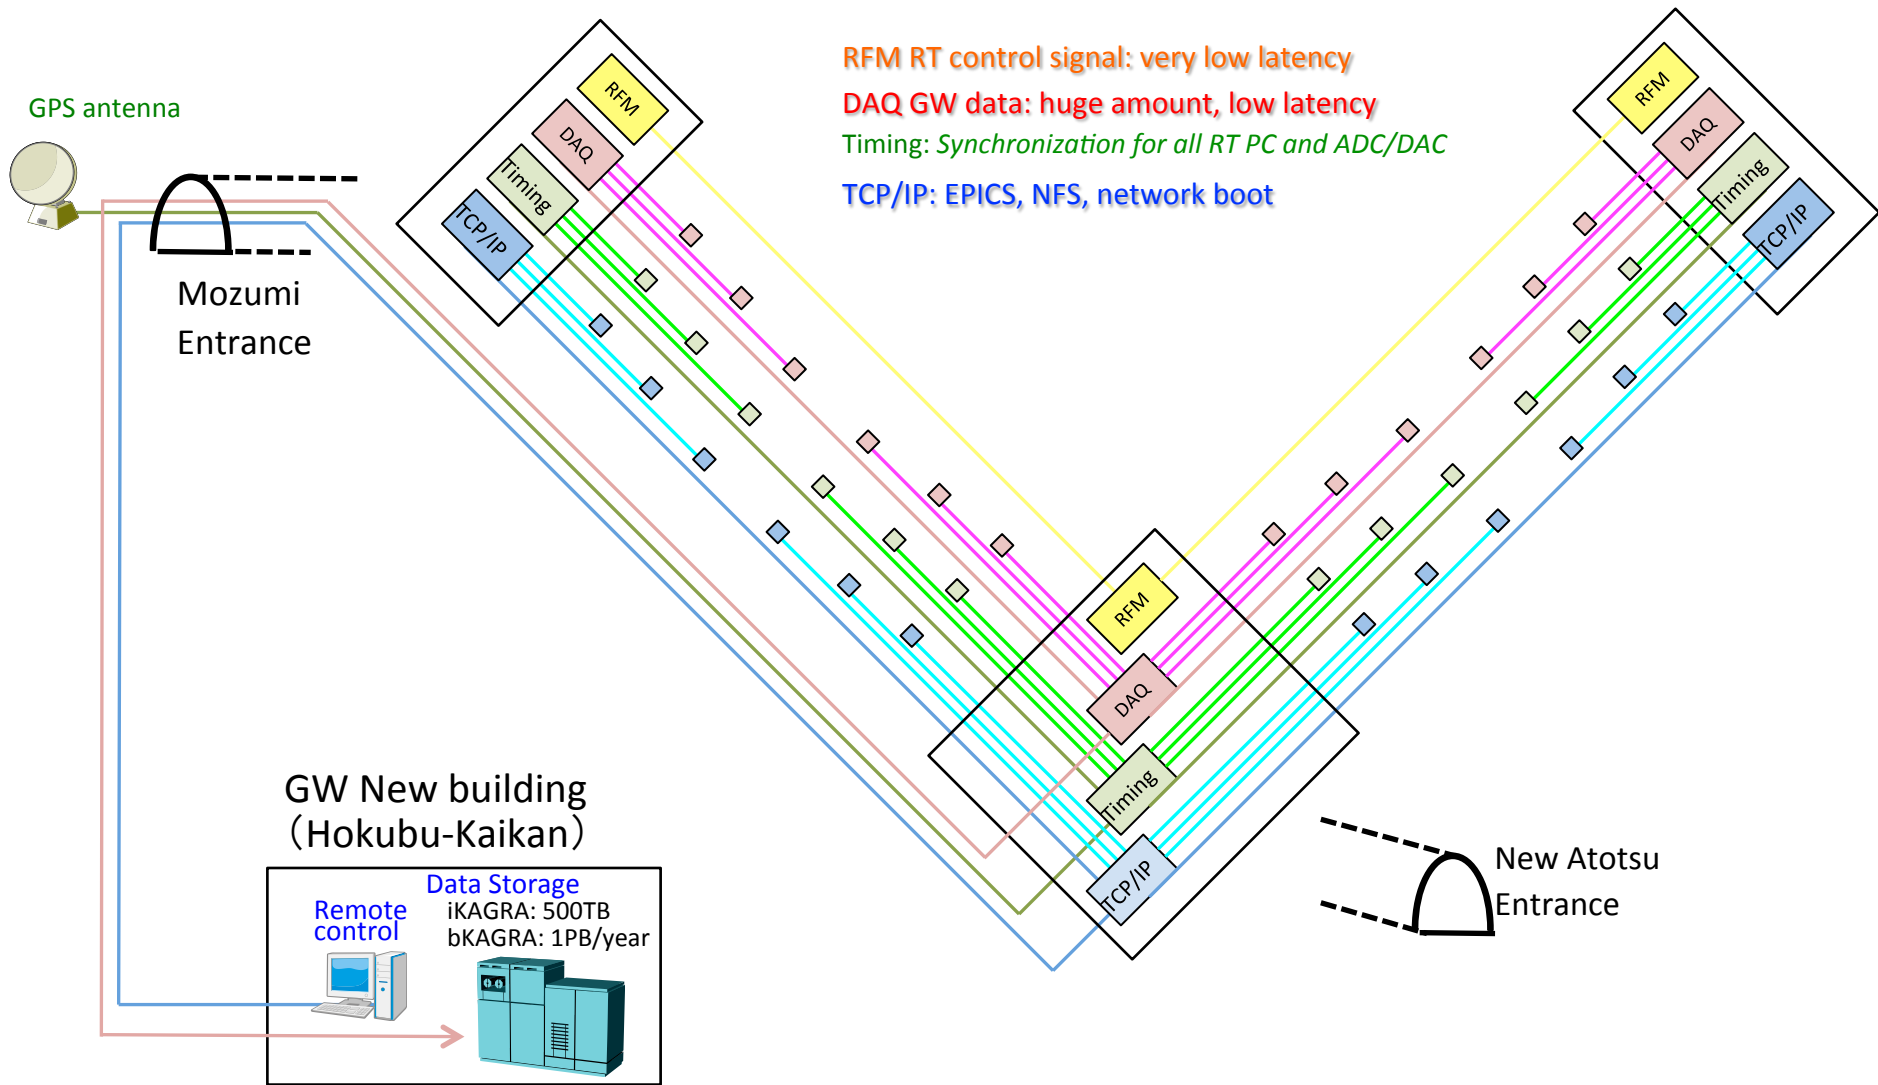 RFM RT control signal: very low latency
DAQ GW data: huge amount, low latency
Timing: Synchronization for all RT PC and ADC/DAC
TCP/IP: EPICS, NFS, network boot
GPS antenna
Mozumi
Entrance
RFM
DAQ
Timing
TCP/IP
RFM
DAQ
Timing
TCP/IP
RFM
DAQ
Timing
TCP/IP
GW New building
（Hokubu-Kaikan）
Data Storage
iKAGRA: 500TB
bKAGRA: 1PB/year
Remote
control
New Atotsu
Entrance